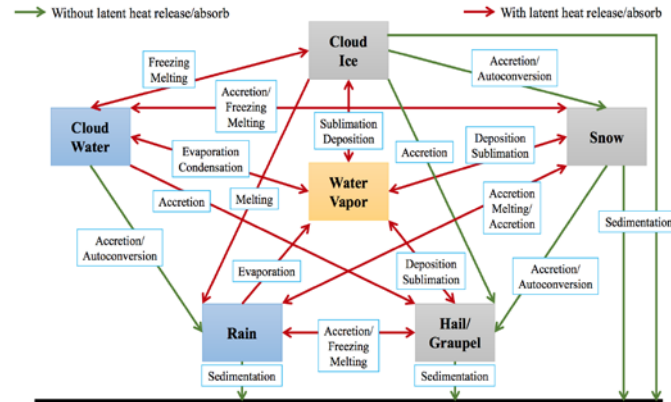 Without latent heat release/absorb
With latent heat release/absorb
Cloud
Ice
Freezing
Melting
Accretion/
Autoconversion
Accretion/
Freezing
Melting
Cloud
Water
Sublimation
Deposition
Deposition
Sublimation
Snow
Evaporation
Condensation
Accretion
Water
Vapor
Accretion
Melting
Accretion
Melting/
Accretion
Sedimentation
Accretion/
Autoconversion
Evaporation
Deposition
Sublimation
Accretion/
Autoconversion
Rain
Accretion/
Freezing
Melting
Hail/
Graupel
Sedimentation
Sedimentation